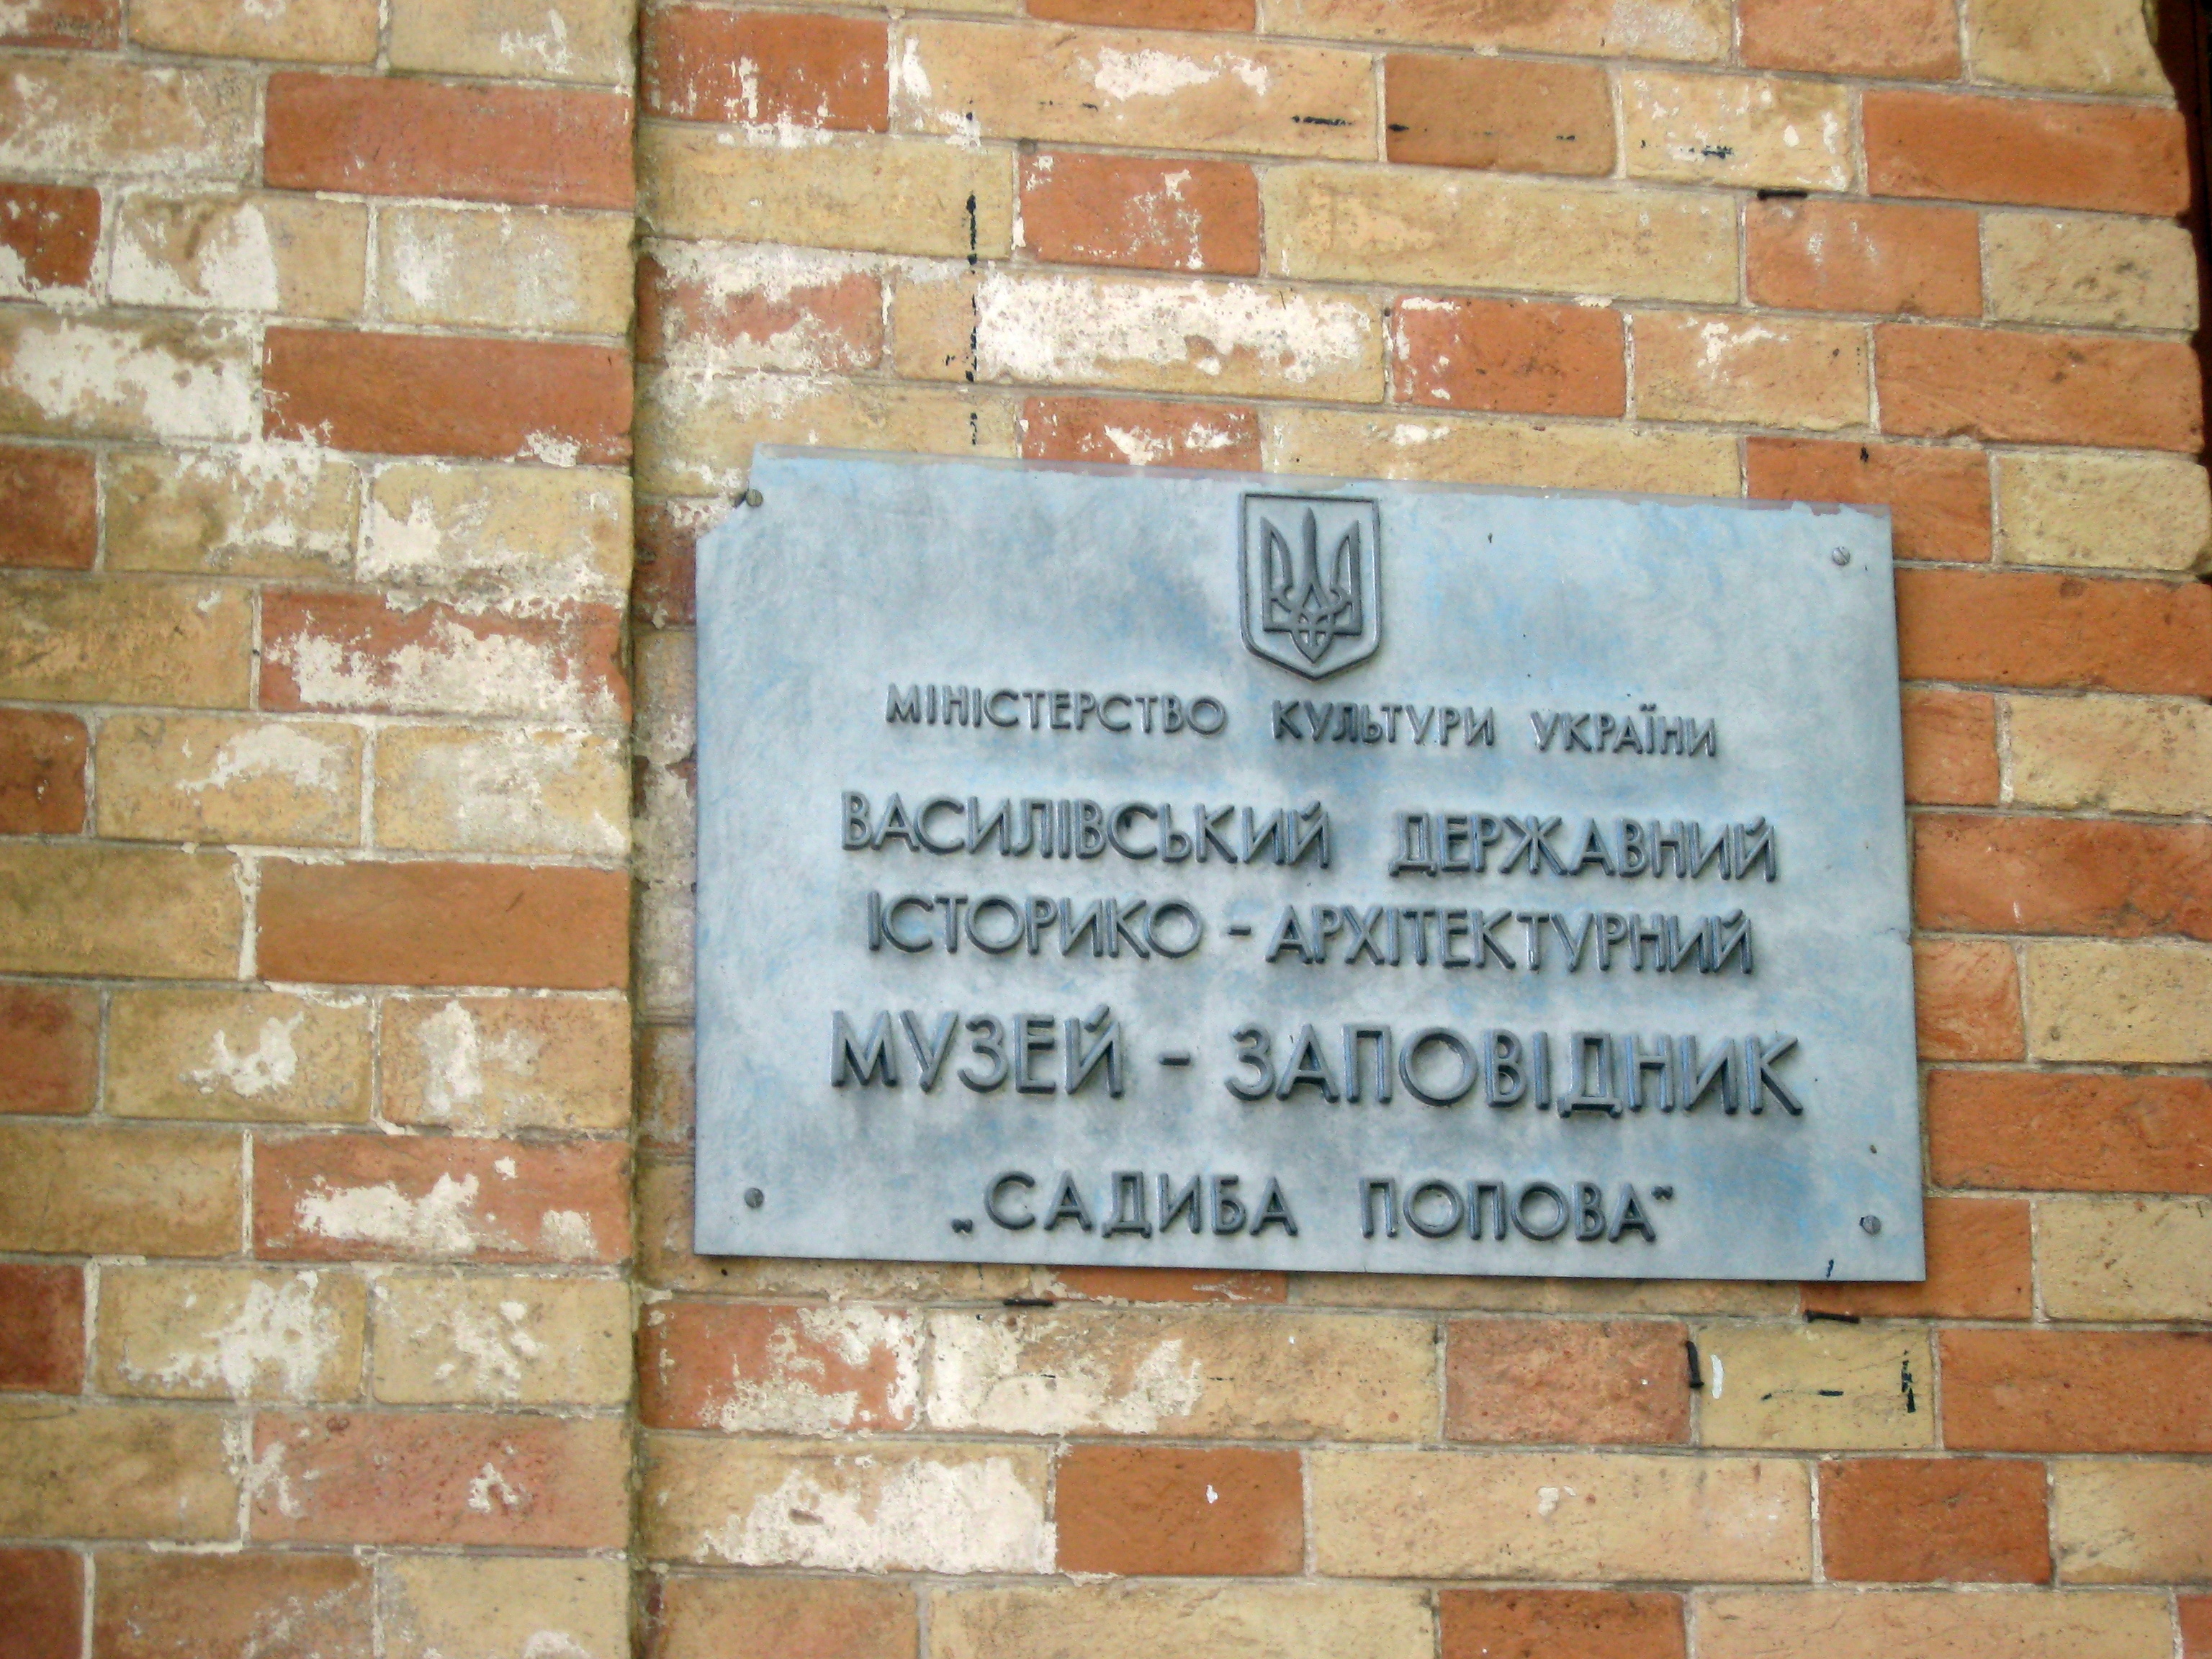 МІНІСТЕРСТВО КУЛЬТУРИ УКРАЇНИ
ВАСИЛІВСЬКИЙ ДЕРЖАВНИЙ
ІСТОРИКО - АРХІТЕКТУРНИЙ
МУЗЕЙ - ЗАПОВІДНИК
„САДИБА ПОПОВА"